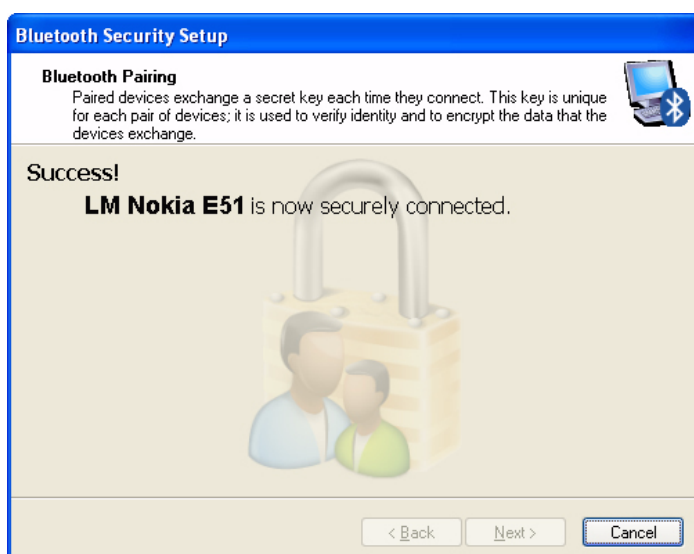 Bluetooth Security Setup
Bluetooth Pairing
Paired devices exchange a secret key each time they connect. This key is unique
for each pair of devices; it is used to verify identity and to encrypt the data that the
devices exchange.
Success!
LM Nokia E51 is now securely connected.
< Back Next > Cancel